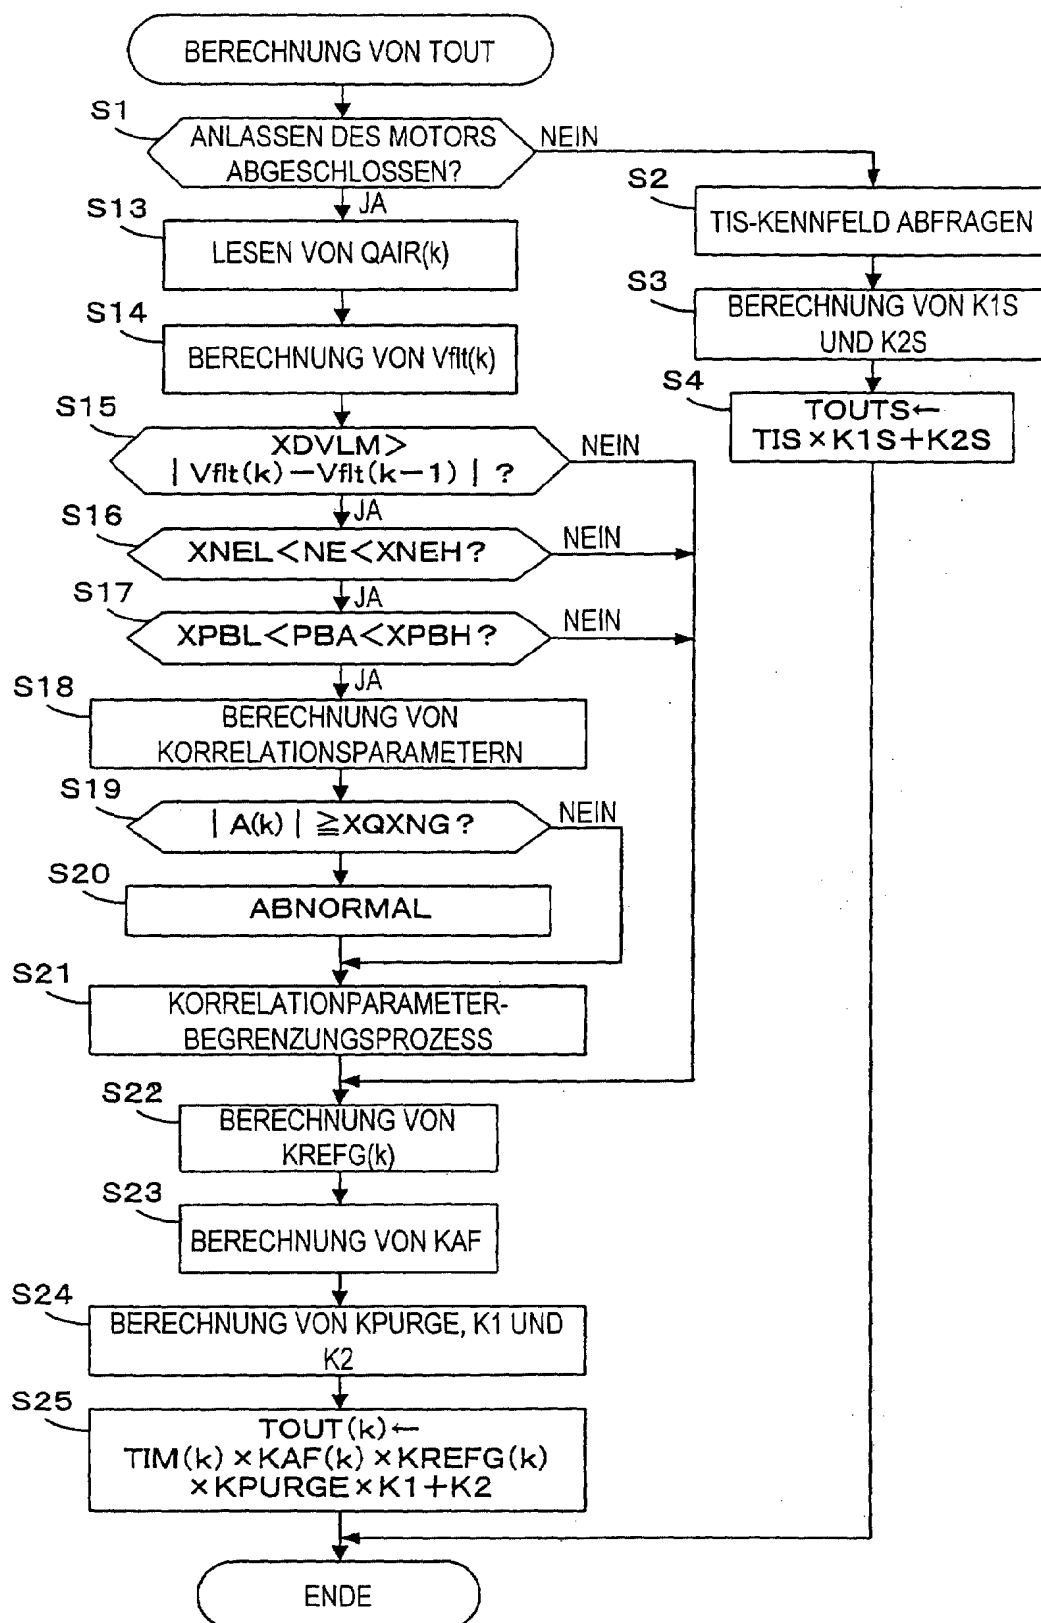 BERECHNUNG VON TOUT
S1
ANLASSEN DES MOTORS
ABGESCHLOSSEN?
NEIN
JA
S2
TIS-KENNFELD ABFRAGEN
S3
BERECHNUNG VON K1S
UND K2S
S4
TOUTS←
TIS×K1S+K2S
S13
LESEN VON QAIR(k)
S14
BERECHNUNG VON Vflt(k)
S15
XDVLM>
|Vflt(k)−Vflt(k−1)| ?
NEIN
JA
S16
XNEL<NE<XNEH?
NEIN
JA
S17
XPBL<PBA<XPBH?
NEIN
JA
S18
BERECHNUNG VON
KORRELATIONSPARAMETERN
S19
|A(k)| ≧XQXNG?
NEIN
S20
ABNORMAL
S21
KORRELATIONPARAMETER-
BEGRENZUNGSPROZESS
S22
BERECHNUNG VON
KREFG(k)
S23
BERECHNUNG VON KAF
S24
BERECHNUNG VON KPURGE, K1 UND
K2
S25
TOUT(k)←
TIM(k)×KAF(k)×KREFG(k)
×KPURGE×K1+K2
ENDE